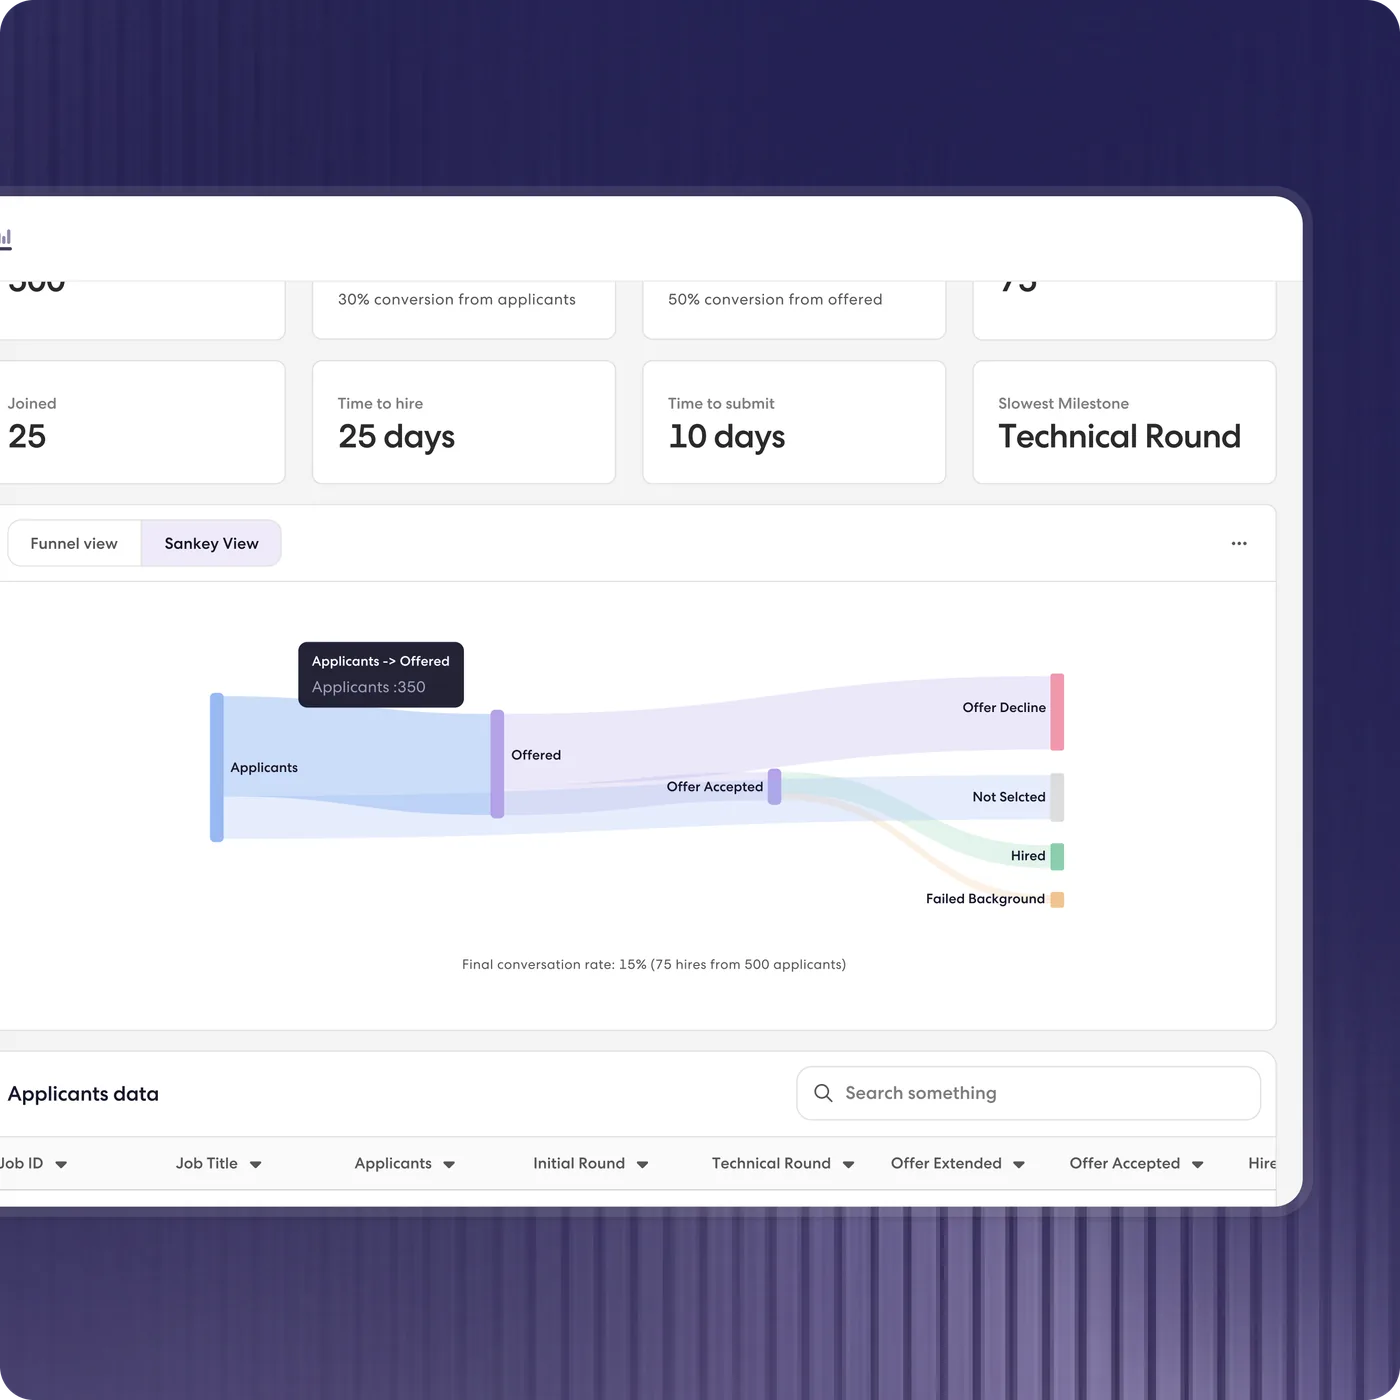 30% conversion from applicants
50% conversion from offered
Joined
25
Time to hire
25 days
Time to submit
10 days
Slowest Milestone
Technical Round
Funnel view
Sankey View
Applicants -> Offered
Applicants :350
Applicants
Offered
Offer Accepted
Offer Decline
Not Selcted
Hired
Failed Background
Final conversation rate: 15% (75 hires from 500 applicants)
Applicants data
Search something
Job ID
Job Title
Applicants
Initial Round
Technical Round
Offer Extended
Offer Accepted
Hire